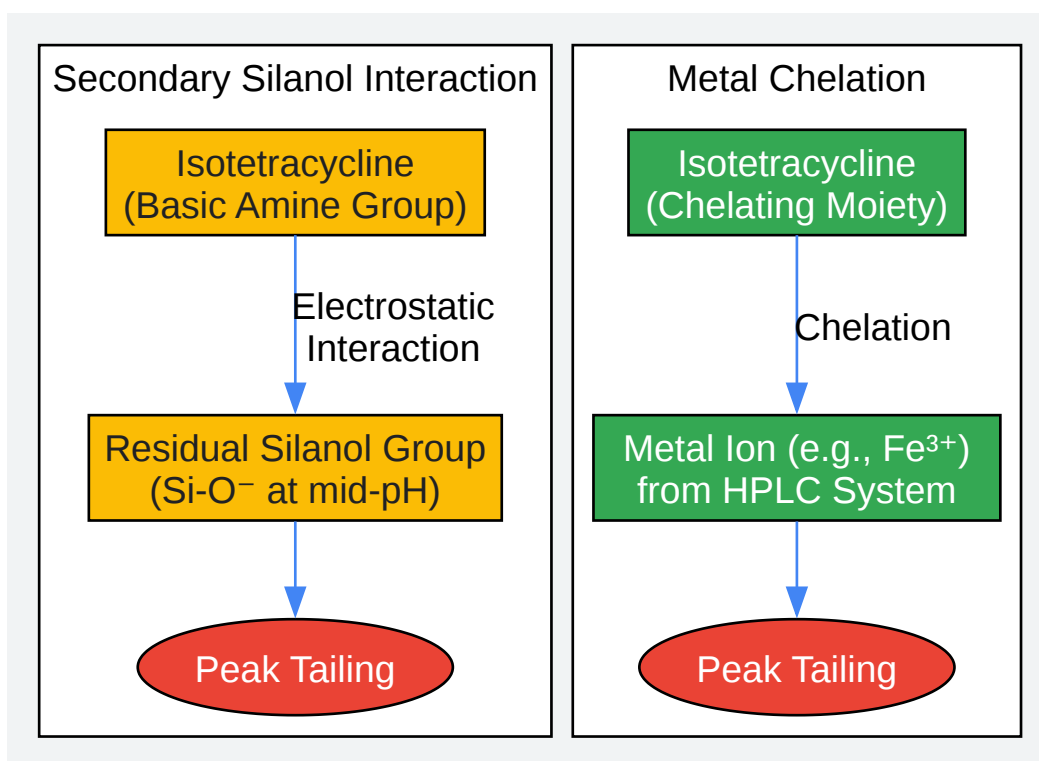 Secondary Silanol Interaction
Isotetracycline
(Basic Amine Group)
Electrostatic
Interaction
Residual Silanol Group
(Si-O⁻ at mid-pH)
Peak Tailing
Metal Chelation
Isotetracycline
(Chelating Moiety)
Chelation
Metal Ion (e.g., Fe³⁺)
from HPLC System
Peak Tailing